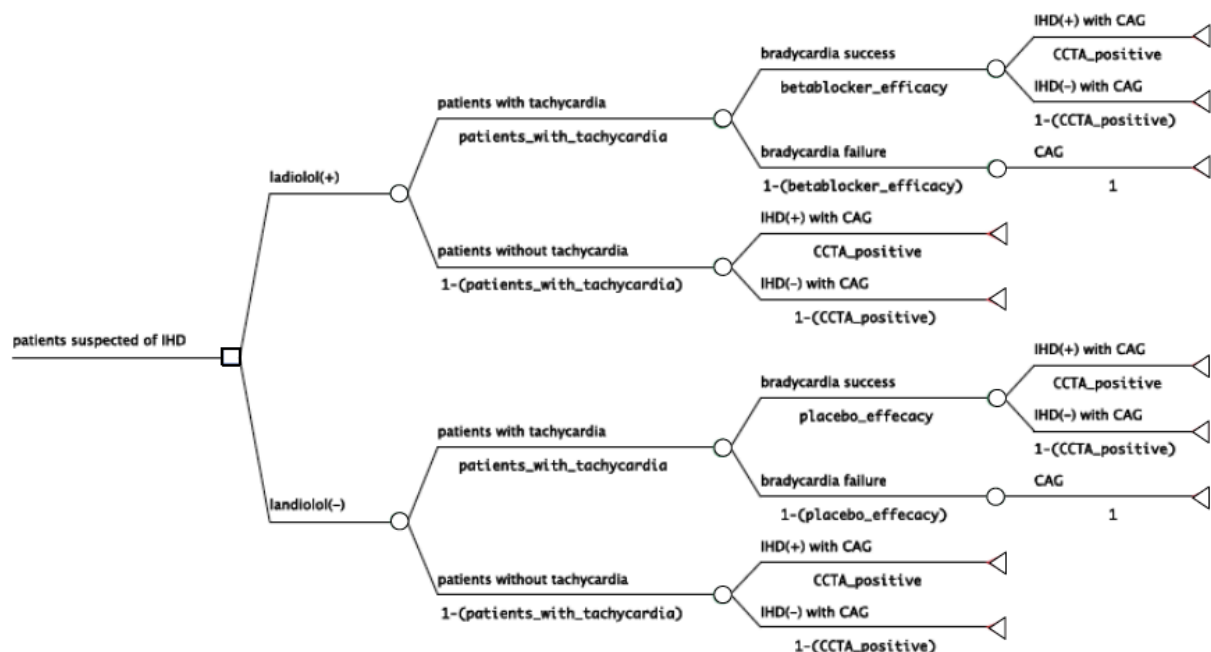 IHD(+) with CAG
CCTA_positive
bradycardia success
betablocker_efficacy
IHD(-) with CAG
1-(CCTA_positive)
patients with tachycardia
patients_with_tachycardia
bradycardia failure
1-(betablocker_efficacy)
CAG
1
ladiolol(+)
patients without tachycardia
1-(patients_with_tachycardia)
IHD(+) with CAG
CCTA_positive
IHD(-) with CAG
1-(CCTA_positive)
patients suspected of IHD
IHD(+) with CAG
CCTA_positive
bradycardia success
placebo_effecacy
IHD(-) with CAG
1-(CCTA_positive)
patients with tachycardia
patients_with_tachycardia
bradycardia failure
1-(placebo_effecacy)
CAG
1
landiolol(-)
patients without tachycardia
1-(patients_with_tachycardia)
IHD(+) with CAG
CCTA_positive
IHD(-) with CAG
1-(CCTA_positive)